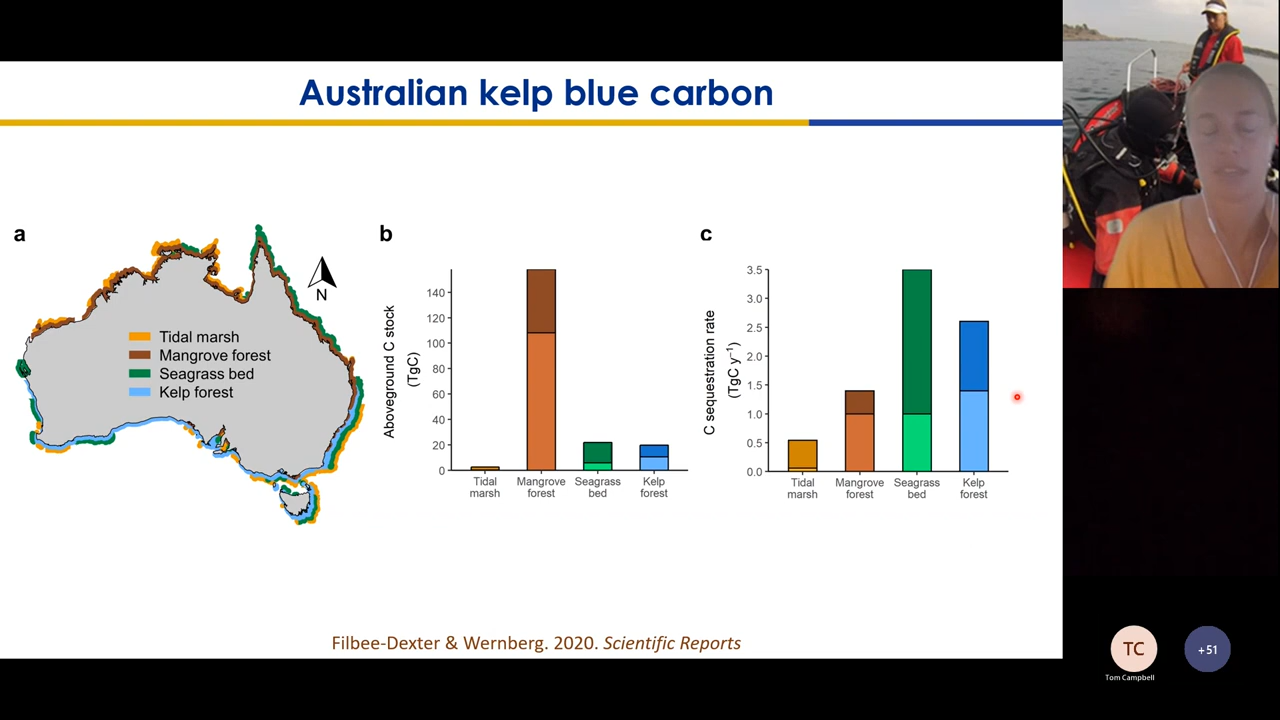 Australian kelp blue carbon
a
N
Tidal marsh
Mangrove forest
Seagrass bed
Kelp forest
b
Aboveground C stock
(TgC)
140
120
100
80
60
40
20
0
Tidal
marsh
Mangrove
forest
Seagrass
bed
Kelp
forest
c
C sequestration rate
(TgC y⁻¹)
3.5
3.0
2.5
2.0
1.5
1.0
0.5
0.0
Tidal
marsh
Mangrove
forest
Seagrass
bed
Kelp
forest
Filbee-Dexter & Wernberg. 2020. Scientific Reports
TC
+51
Tom Campbell